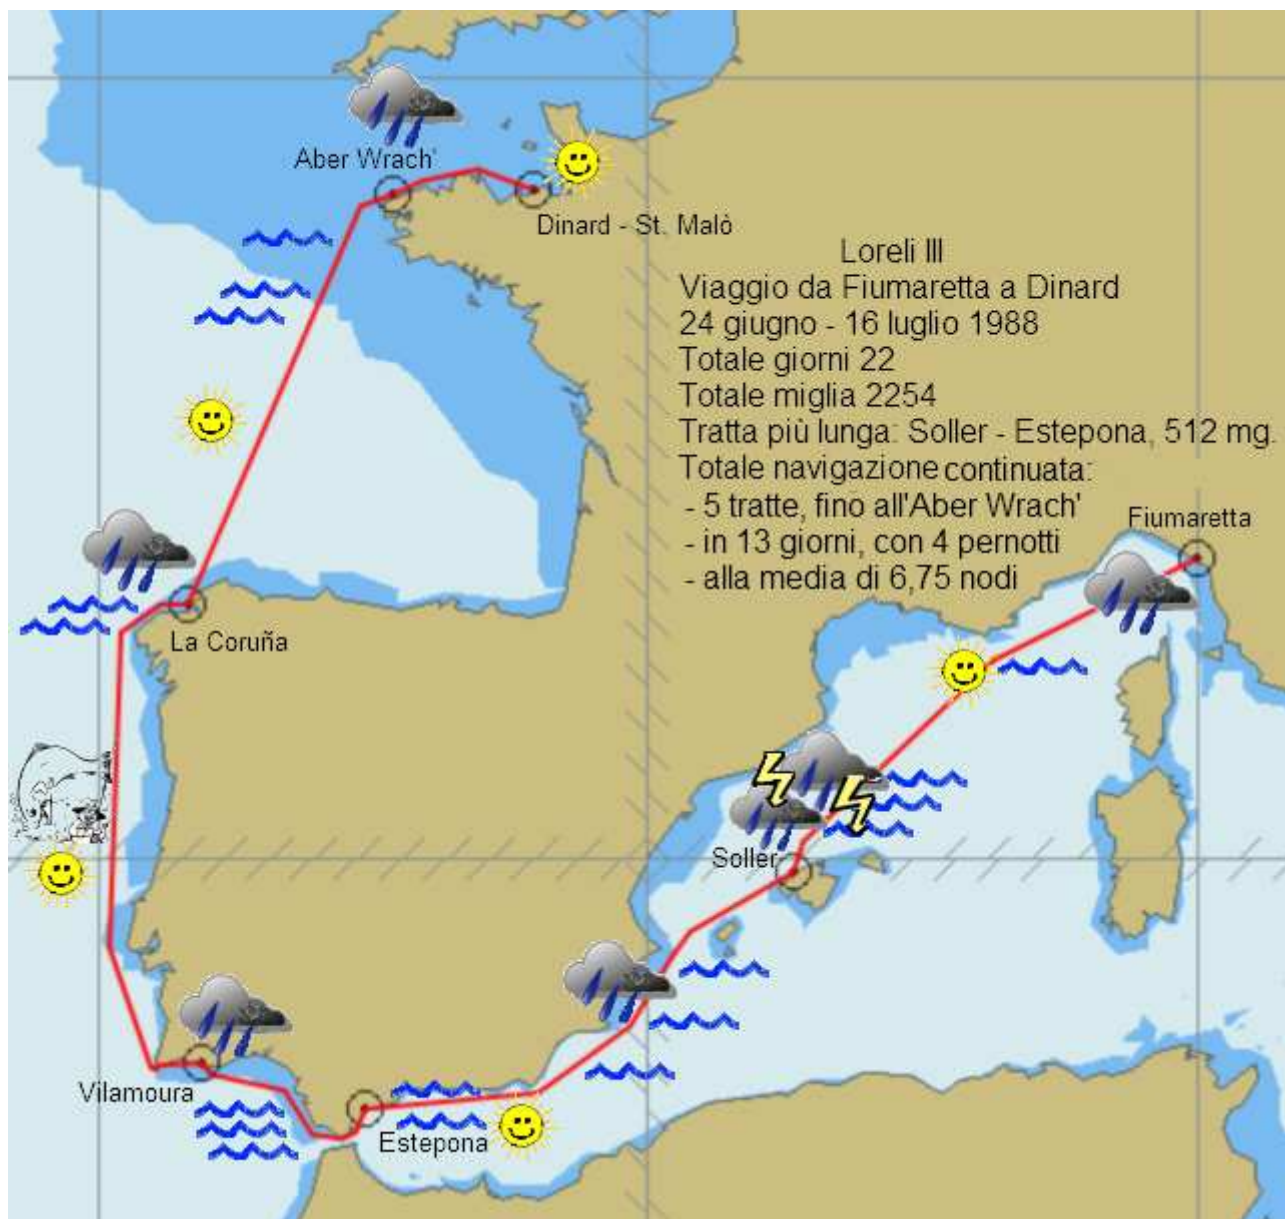 Aber Wrach'
Dinard - St. Malò
Loreli III
Viaggio da Fiumaretta a Dinard
24 giugno - 16 luglio 1988
Totale giorni 22
Totale miglia 2254
Tratta più lunga: Soller - Estepona, 512 mg.
Totale navigazione continuata:
- 5 tratte, fino all'Aber Wrach'
- in 13 giorni, con 4 pernotti
- alla media di 6,75 nodi
Fiumaretta
La Coruña
Soller
Vilamoura
Estepona